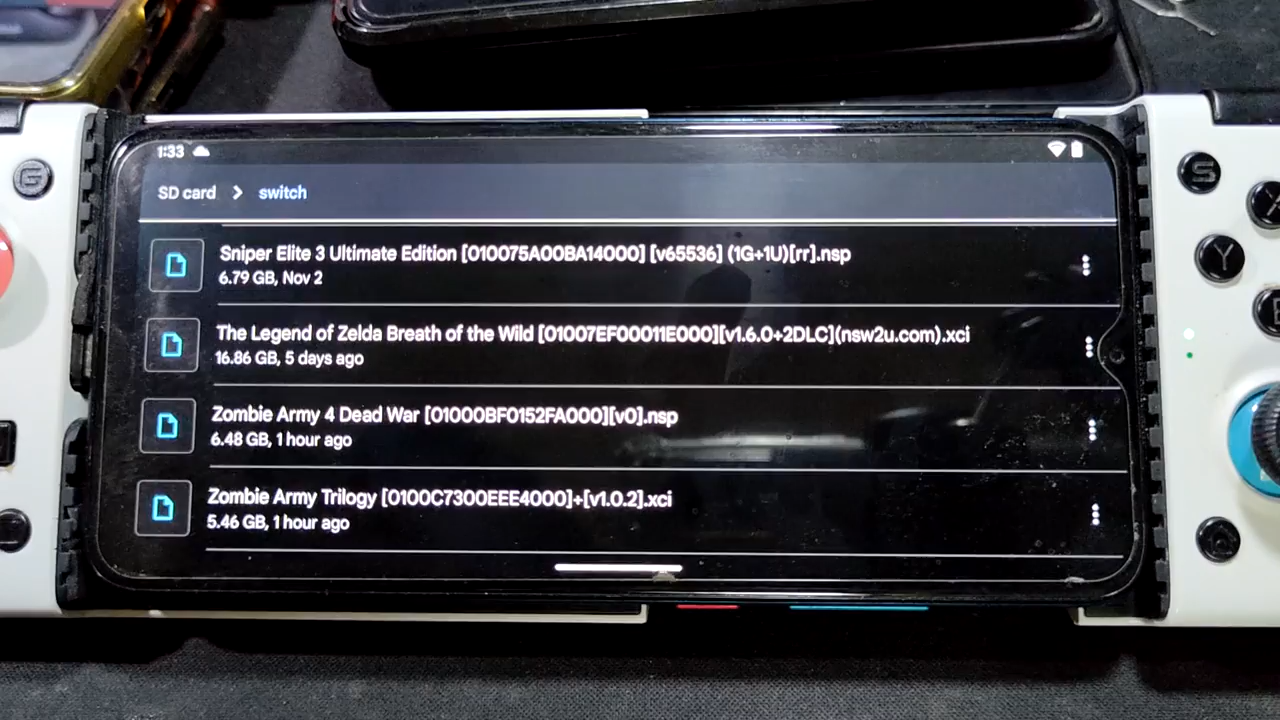 1:33
SD card > switch
Sniper Elite 3 Ultimate Edition [010075A00BA14000] [v65536] (1G+1U)[rr].nsp
6.79 GB, Nov 2
The Legend of Zelda Breath of the Wild [01007EF00011E000][v1.6.0+2DLC](nsw2u.com).xci
16.86 GB, 5 days ago
Zombie Army 4 Dead War [01000BF0152FA000][v0].nsp
6.48 GB, 1 hour ago
Zombie Army Trilogy [0100C7300EEE4000]+[v1.0.2].xci
5.46 GB, 1 hour ago
G
S
X
Y